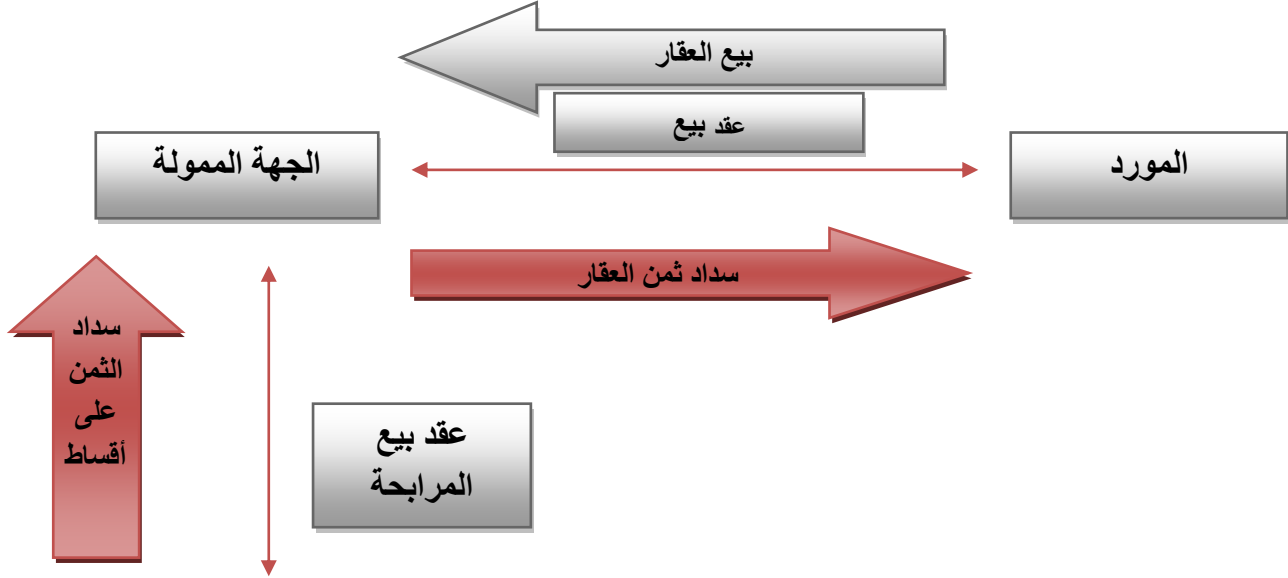 بيع العقار
عقد بيع
المورد
الجهة الممولة
سداد ثمن العقار
سداد
الثمن
على
أقساط
عقد بيع
المرابحة